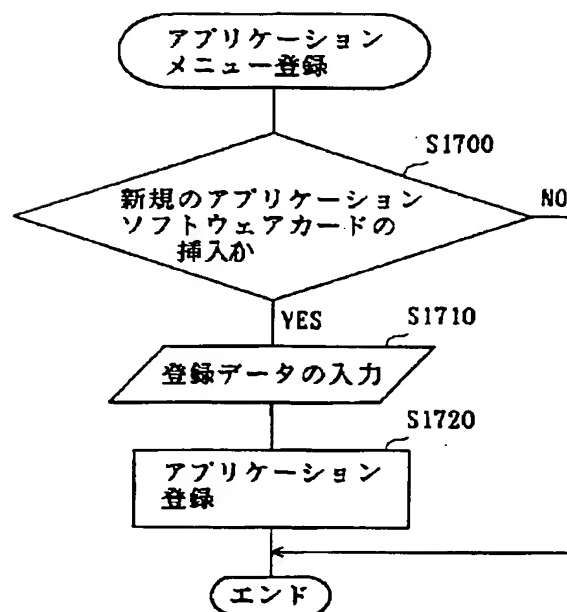 アプリケーション
メニュー登録
S1700
新規のアプリケーション
ソフトウェアカードの
挿入か
NO
YES
S1710
登録データの入力
S1720
アプリケーション
登録
エンド